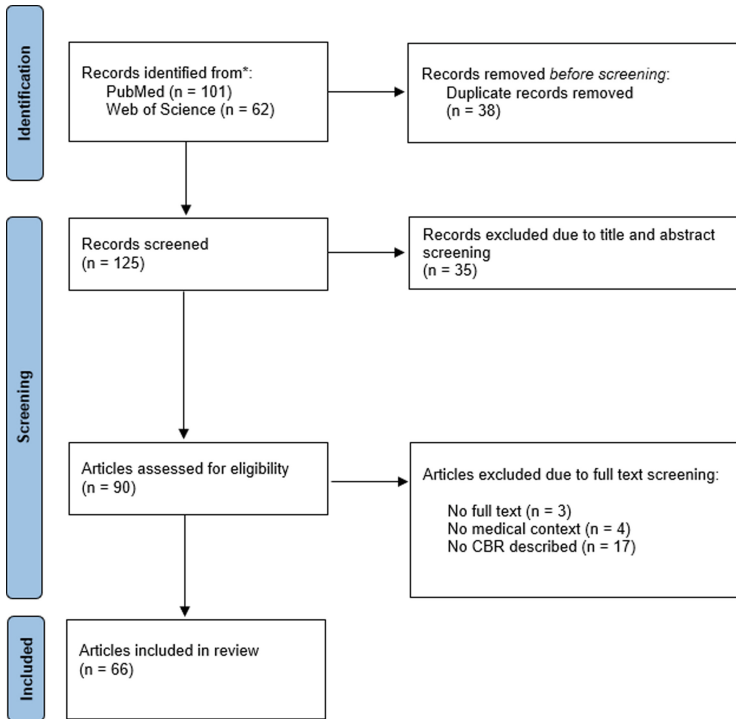 Identification
Records identified from*:
PubMed (n = 101)
Web of Science (n = 62)
Records removed before screening:
Duplicate records removed
(n = 38)
Screening
Records screened
(n = 125)
Records excluded due to title and abstract
screening
(n = 35)
Articles assessed for eligibility
(n = 90)
Articles excluded due to full text screening:
No full text (n = 3)
No medical context (n = 4)
No CBR described (n = 17)
Included
Articles included in review
(n = 66)